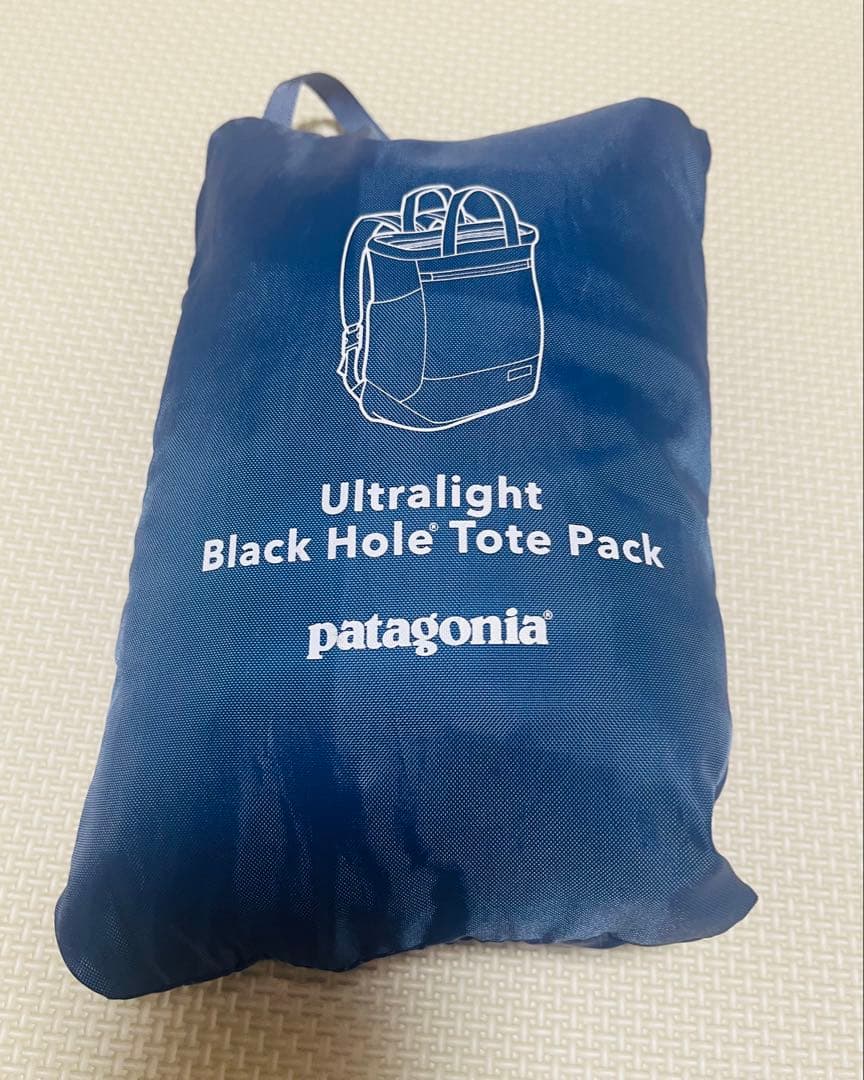 Ultralight
Black Hole® Tote Pack
patagonia®